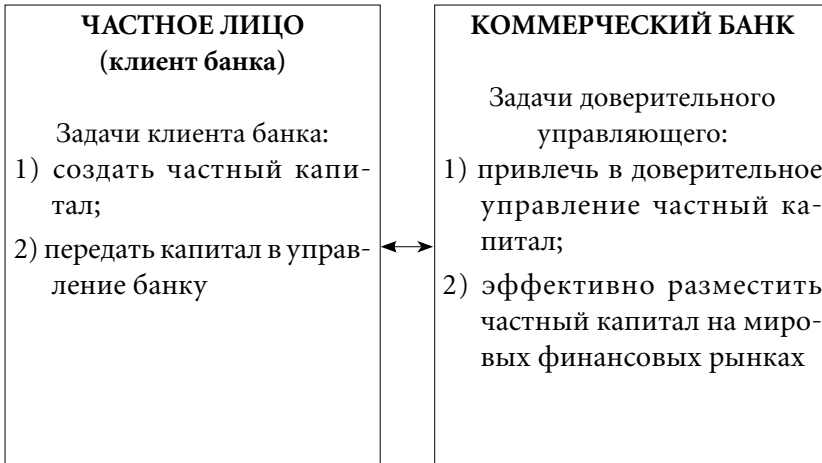 ЧАСТНОЕ ЛИЦО
(клиент банка)
Задачи клиента банка:
1) создать частный капи-
тал;
2) передать капитал в управ-
ление банку
КОММЕРЧЕСКИЙ БАНК
Задачи доверительного
управляющего:
1) привлечь в доверительное
управление частный ка-
питал;
2) эффективно разместить
частный капитал на миро-
вых финансовых рынках